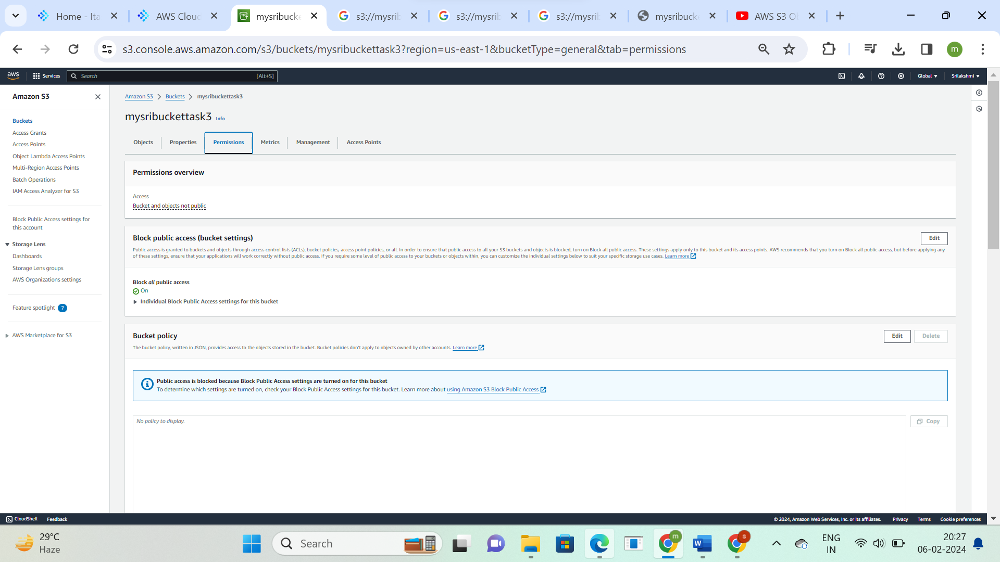 Home - Ita
AWS Cloud
mysribucke
s3://mysrib
s3://mysrib
s3://mysrib
mysribuck
AWS S3 O
s3.console.aws.amazon.com/s3/buckets/mysribuckettask3?region=us-east-1&bucketType=general&tab=permissions
m
aws
Services
Search
[Alt+S]
Global
Srilakshmi
Amazon S3
Buckets
Access Grants
Access Points
Object Lambda Access Points
Multi-Region Access Points
Batch Operations
IAM Access Analyzer for S3
Block Public Access settings for
this account
Storage Lens
Dashboards
Storage Lens groups
AWS Organizations settings
Feature spotlight 7
AWS Marketplace for S3
Amazon S3 > Buckets > mysribuckettask3
mysribuckettask3 Info
Objects
Properties
Permissions
Metrics
Management
Access Points
Permissions overview
Access
Bucket and objects not public
Block public access (bucket settings)
Edit
Public access is granted to buckets and objects through access control lists (ACLs), bucket policies, access point policies, or all. In order to ensure that public access to all your S3 buckets and objects is blocked, turn on Block all public access. These settings apply only to this bucket and its access points. AWS recommends that you turn on Block all public access, but before applying any
of these settings, ensure that your applications will work correctly without public access. If you require some level of public access to your buckets or objects within, you can customize the individual settings below to suit your specific storage use cases. Learn more
Block all public access
On
Individual Block Public Access settings for this bucket
Bucket policy
Edit
Delete
The bucket policy, written in JSON, provides access to the objects stored in the bucket. Bucket policies don't apply to objects owned by other accounts. Learn more
Public access is blocked because Block Public Access settings are turned on for this bucket
To determine which settings are turned on, check your Block Public Access settings for this bucket. Learn more about using Amazon S3 Block Public Access
No policy to display.
Copy
CloudShell
Feedback
© 2024, Amazon Web Services, Inc. or its affiliates.
Privacy
Terms
Cookie preferences
29°C
Haze
Search
m
W
s
ENG
IN
20:27
06-02-2024